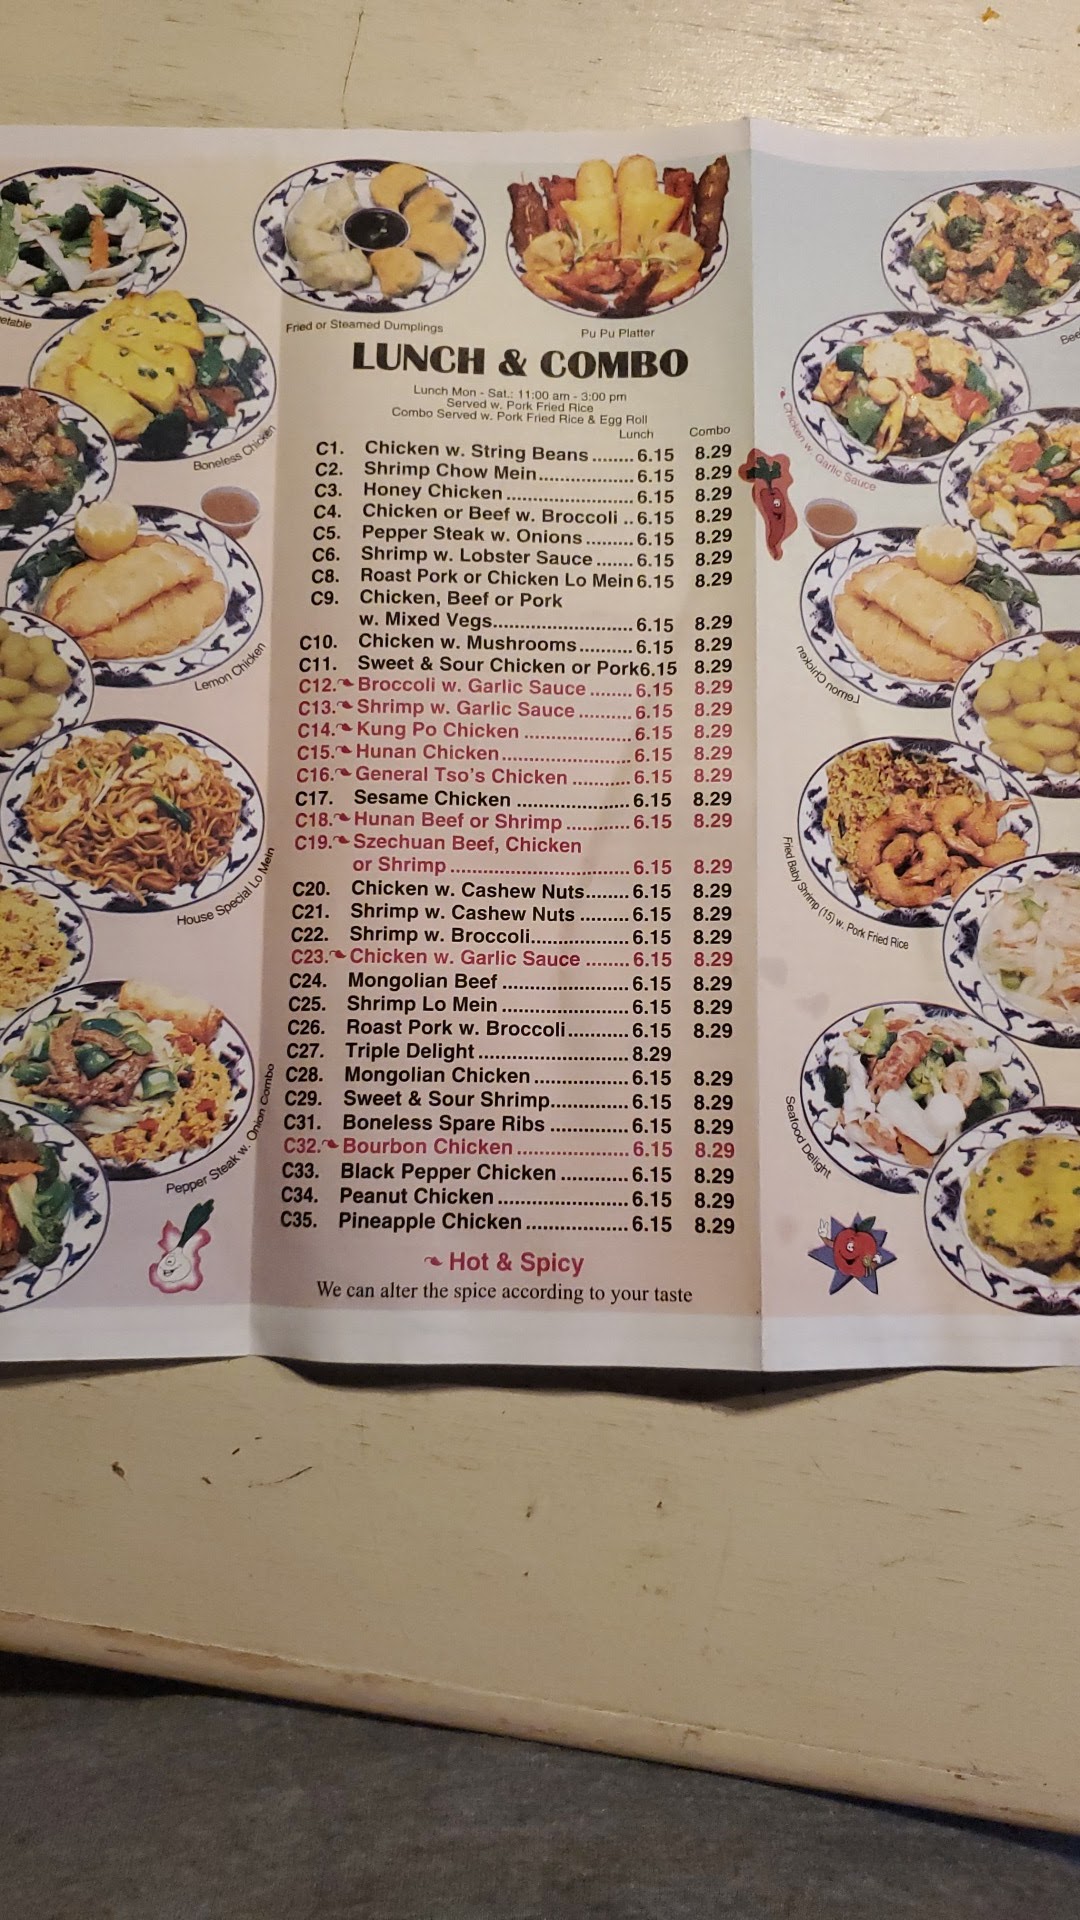 etable
Boneless Chicken
Lemon Chicken
House Special Lo Mein
Pepper Steak w. Onion Combo
Fried or Steamed Dumplings
Pu Pu Platter
LUNCH & COMBO
Lunch Mon - Sat.: 11:00 am - 3:00 pm
Served w. Pork Fried Rice
Combo Served w. Pork Fried Rice & Egg Roll
Lunch Combo
C1. Chicken w. String Beans ........ 6.15 8.29
C2. Shrimp Chow Mein.................. 6.15 8.29
C3. Honey Chicken ........................ 6.15 8.29
C4. Chicken or Beef w. Broccoli .. 6.15 8.29
C5. Pepper Steak w. Onions ......... 6.15 8.29
C6. Shrimp w. Lobster Sauce ....... 6.15 8.29
C8. Roast Pork or Chicken Lo Mein 6.15 8.29
C9. Chicken, Beef or Pork
w. Mixed Vegs.......................... 6.15 8.29
C10. Chicken w. Mushrooms.......... 6.15 8.29
C11. Sweet & Sour Chicken or Pork6.15 8.29
C12. Broccoli w. Garlic Sauce ........ 6.15 8.29
C13. Shrimp w. Garlic Sauce .......... 6.15 8.29
C14. Kung Po Chicken .................... 6.15 8.29
C15. Hunan Chicken........................ 6.15 8.29
C16. General Tso's Chicken ........... 6.15 8.29
C17. Sesame Chicken ..................... 6.15 8.29
C18. Hunan Beef or Shrimp ............ 6.15 8.29
C19. Szechuan Beef, Chicken
or Shrimp ................................. 6.15 8.29
C20. Chicken w. Cashew Nuts........ 6.15 8.29
C21. Shrimp w. Cashew Nuts ......... 6.15 8.29
C22. Shrimp w. Broccoli.................. 6.15 8.29
C23. Chicken w. Garlic Sauce ........ 6.15 8.29
C24. Mongolian Beef ....................... 6.15 8.29
C25. Shrimp Lo Mein ....................... 6.15 8.29
C26. Roast Pork w. Broccoli............ 6.15 8.29
C27. Triple Delight ........................... 8.29
C28. Mongolian Chicken ................. 6.15 8.29
C29. Sweet & Sour Shrimp.............. 6.15 8.29
C31. Boneless Spare Ribs .............. 6.15 8.29
C32. Bourbon Chicken .................... 6.15 8.29
C33. Black Pepper Chicken ............ 6.15 8.29
C34. Peanut Chicken....................... 6.15 8.29
C35. Pineapple Chicken .................. 6.15 8.29
Hot & Spicy
We can alter the spice according to your taste
Bee
Chicken w. Garlic Sauce
Lemon Chicken
Fried Baby Shrimp (15) w. Pork Fried Rice
Seafood Delight